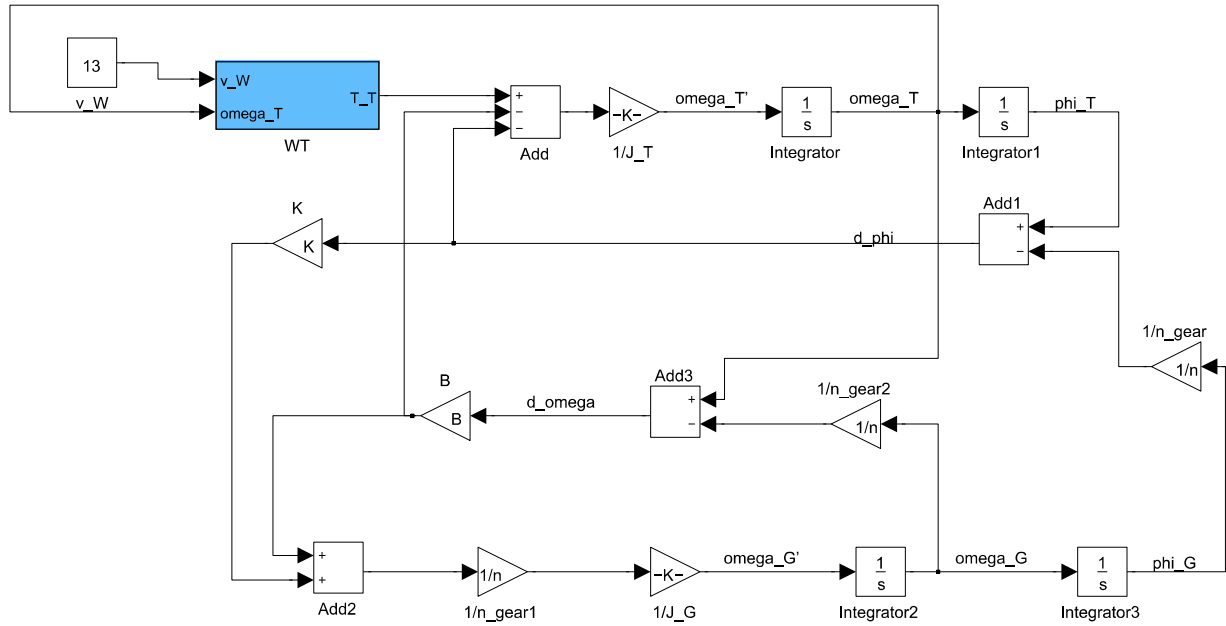 13
v_W
v_W
omega_T
T_T
WT
+
−
−
Add
−K−
1/J_T
omega_T'
1
s
Integrator
omega_T
1
s
Integrator1
phi_T
Add1
+
−
K
K
d_phi
1/n_gear
1/n
B
B
d_omega
Add3
+
−
1/n_gear2
1/n
+
+
Add2
1/n
1/n_gear1
−K−
1/J_G
omega_G'
1
s
Integrator2
omega_G
1
s
Integrator3
phi_G